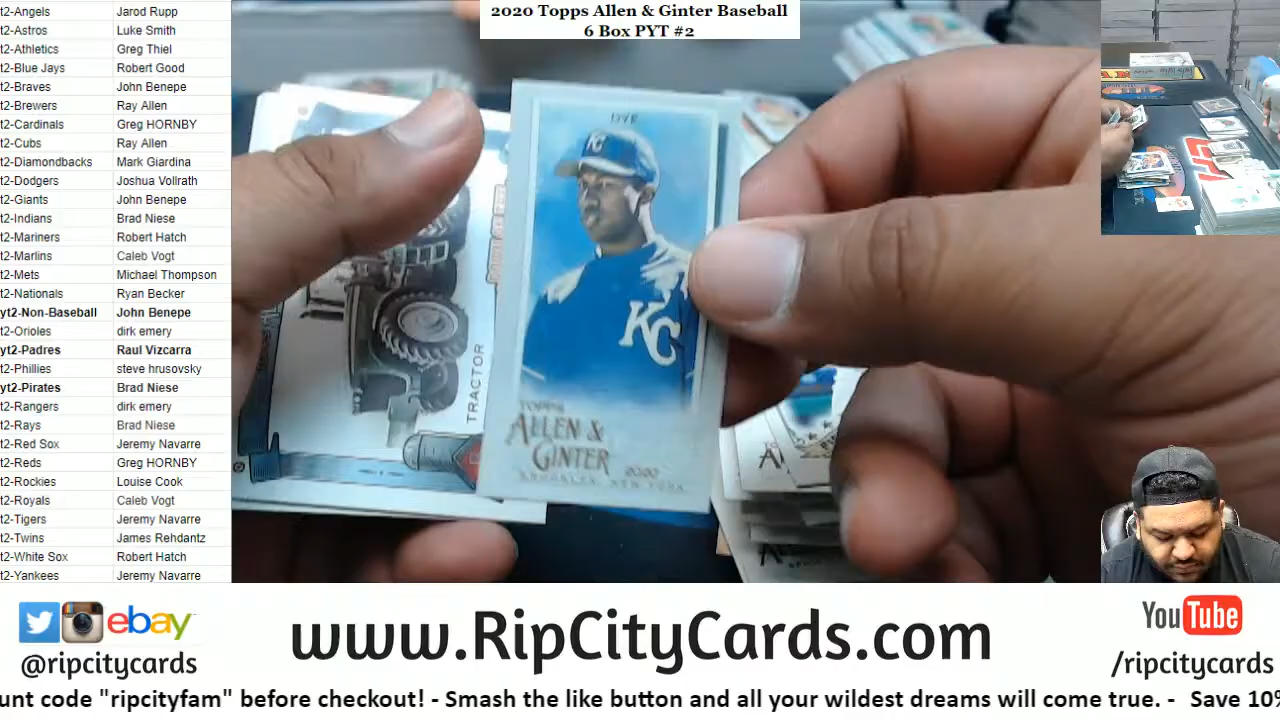 2020 Topps Allen & Ginter Baseball
6 Box PYT #2
t2-Angels Jarod Rupp
t2-Astros Luke Smith
t2-Athletics Greg Thiel
t2-Blue Jays Robert Good
t2-Braves John Benepe
t2-Brewers Ray Allen
t2-Cardinals Greg HORNBY
t2-Cubs Ray Allen
t2-Diamondbacks Mark Giardina
t2-Dodgers Joshua Vollrath
t2-Giants John Benepe
t2-Indians Brad Niese
t2-Mariners Robert Hatch
t2-Marlins Caleb Vogt
t2-Mets Michael Thompson
t2-Nationals Ryan Becker
yt2-Non-Baseball John Benepe
t2-Orioles dirk emery
yt2-Padres Raul Vizcarra
t2-Phillies steve hrusovsky
yt2-Pirates Brad Niese
t2-Rangers dirk emery
t2-Rays Brad Niese
t2-Red Sox Jeremy Navarre
t2-Reds Greg HORNBY
t2-Rockies Louise Cook
t2-Royals Caleb Vogt
t2-Tigers Jeremy Navarre
t2-Twins James Rehdantz
t2-White Sox Robert Hatch
t2-Yankees Jeremy Navarre
DYE
KC
KC
TOPPS
ALLEN &
GINTER 2020
BROOKLYN, NEW YORK
TRACTOR
ebay
@ripcitycards
www.RipCityCards.com
YouTube
/ripcitycards
unt code "ripcityfam" before checkout! - Smash the like button and all your wildest dreams will come true. - Save 10%